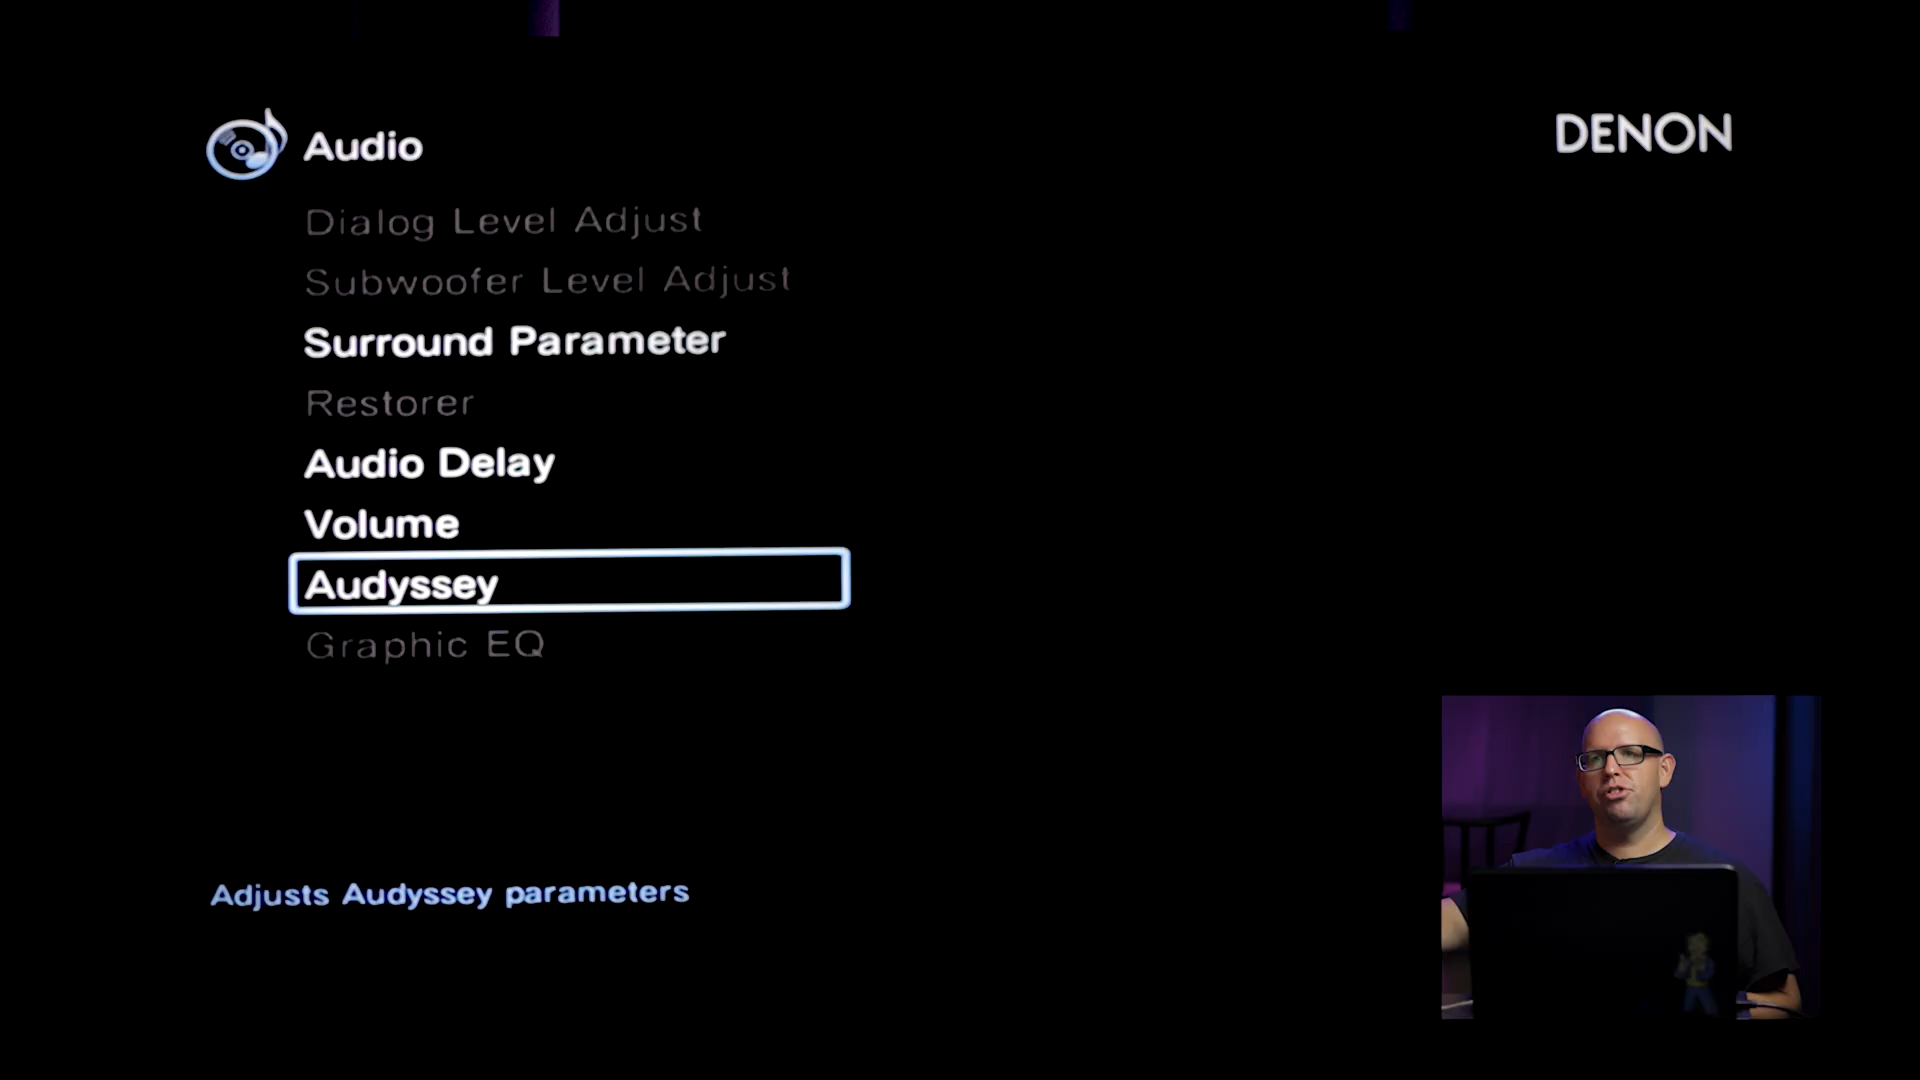 Audio
DENON
Dialog Level Adjust
Subwoofer Level Adjust
Surround Parameter
Restorer
Audio Delay
Volume
Audyssey
Graphic EQ
Adjusts Audyssey parameters